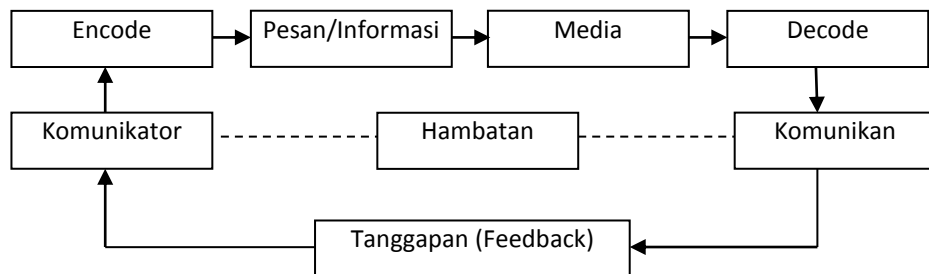 Encode
Pesan/Informasi
Media
Decode
Komunikator
Hambatan
Komunikan
Tanggapan (Feedback)